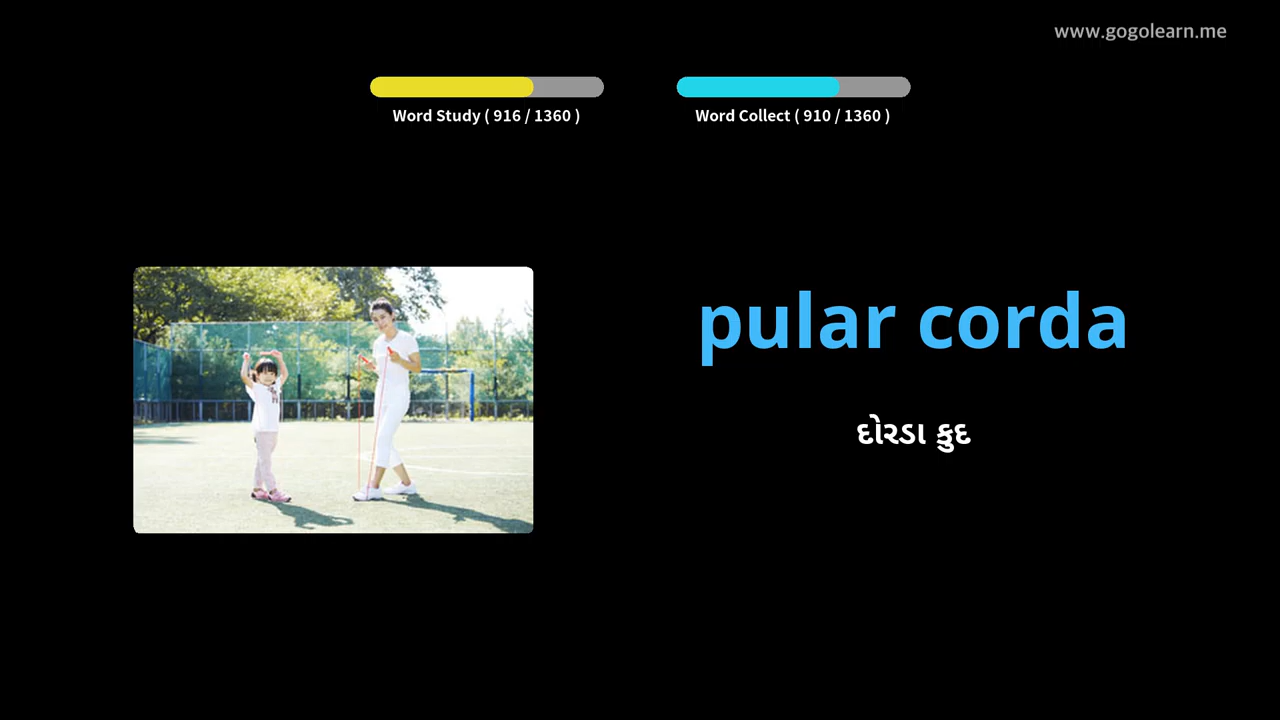 www.gogolearn.me
Word Study ( 916 / 1360 )
Word Collect ( 910 / 1360 )
pular corda
દોરડા કુદ